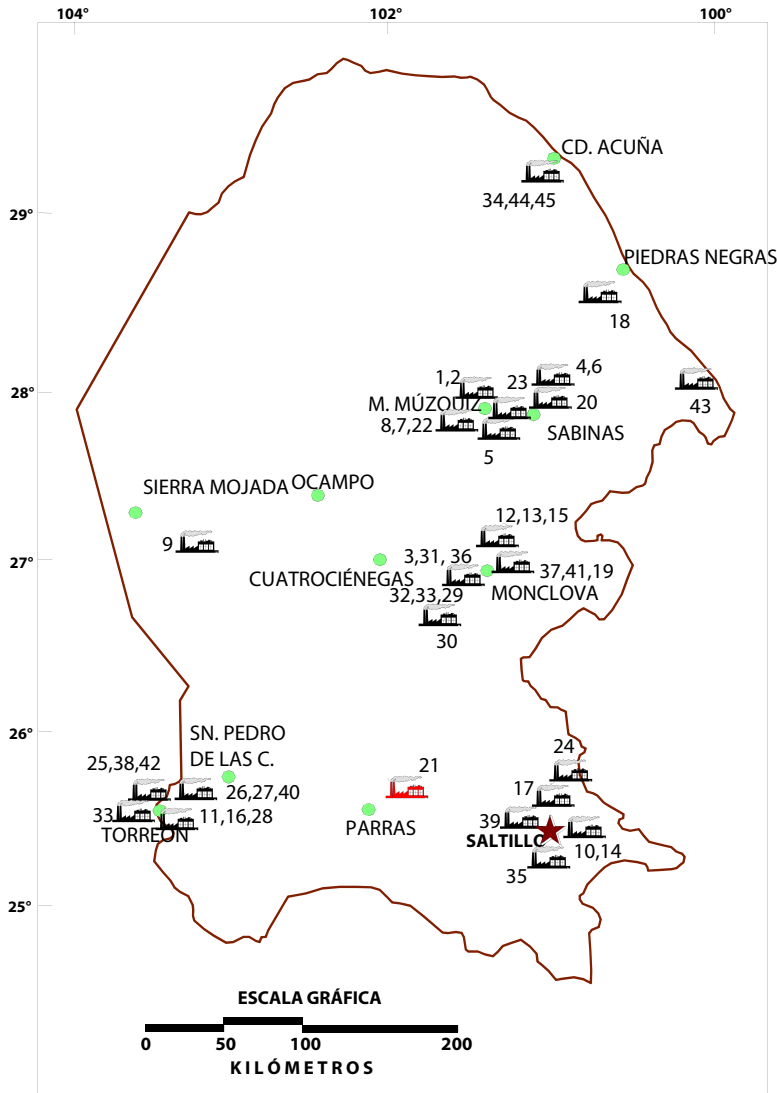 104° 102° 100°
CD. ACUÑA
34,44,45
29°
PIEDRAS NEGRAS
18
28°
1,2
23
4,6
20
43
M. MÚZQUIZ
8,7,22
5
SABINAS
SIERRA MOJADA
OCAMPO
9
12,13,15
27°
3,31, 36
CUATROCIÉNEGAS
37,41,19
32,33,29
MONCLOVA
30
26°
SN. PEDRO
DE LAS C.
25,38,42
26,27,40
21
24
17
33
11,16,28
TORREÓN
PARRAS
39
SALTILLO
10,14
35
25°
ESCALA GRÁFICA
0 50 100 200
KILÓMETROS